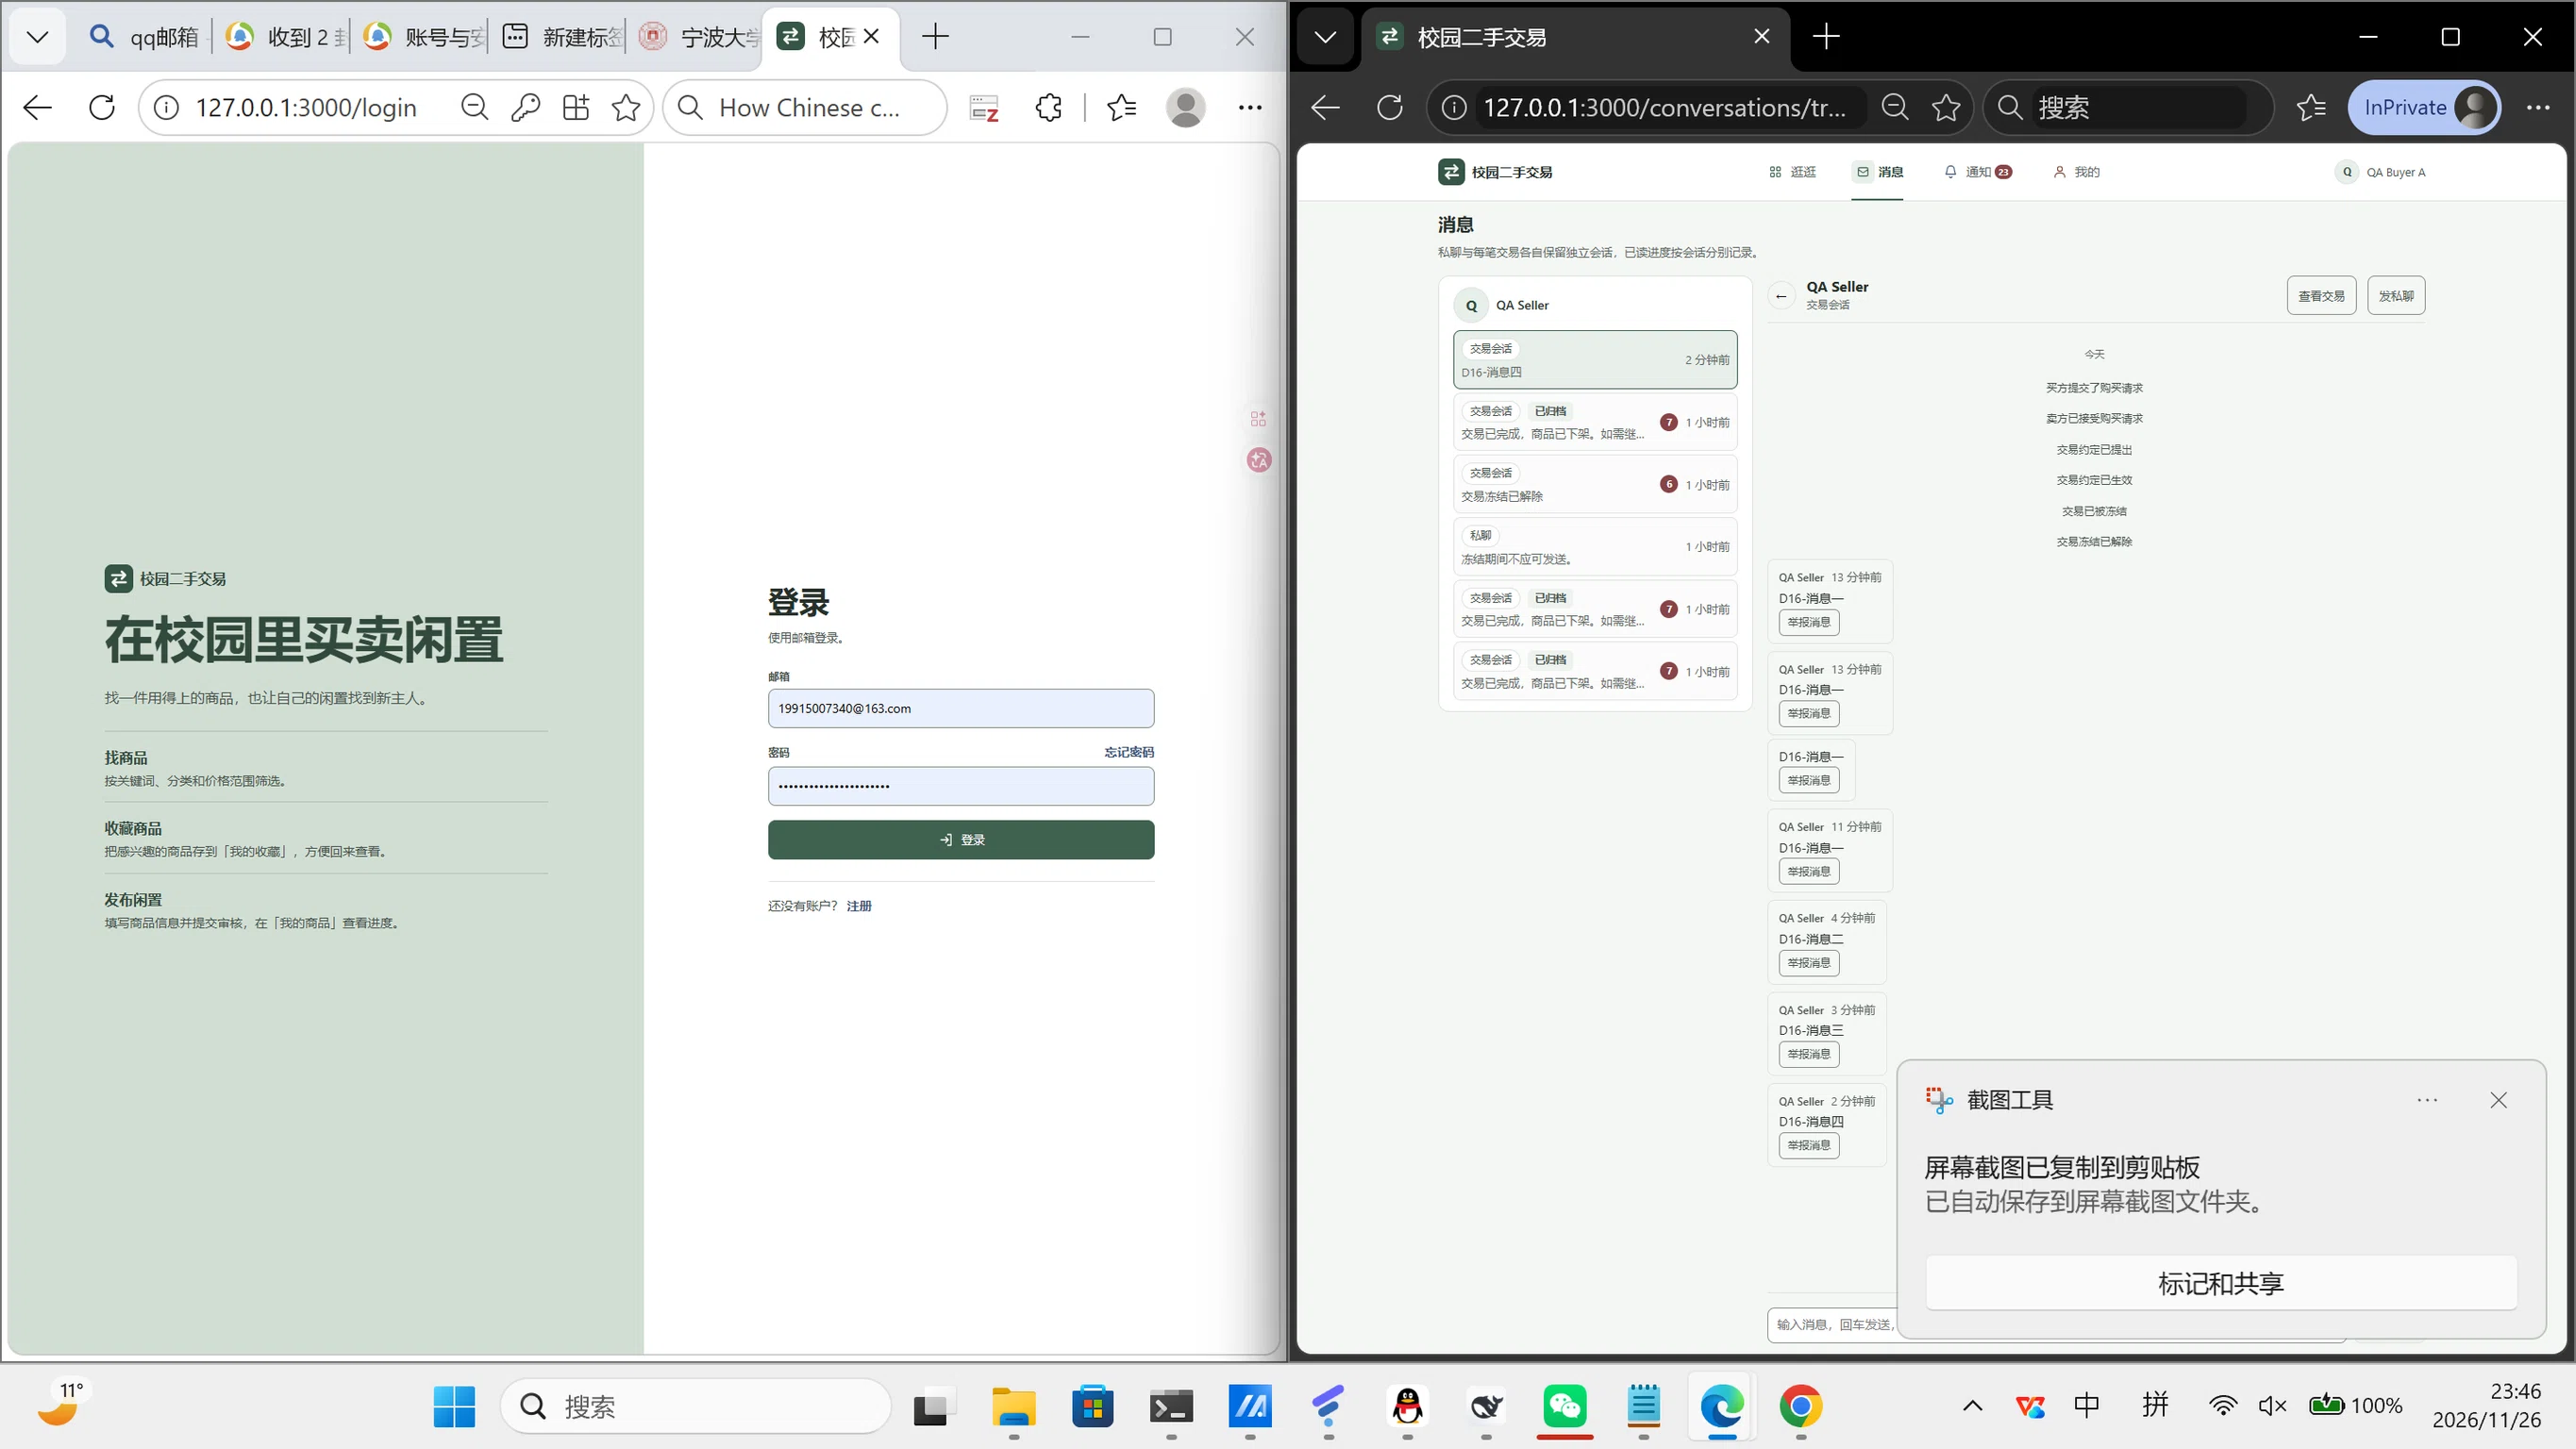 qq邮箱
收到 2 封
账号与安
新建标签
宁波大学
校园
127.0.0.1:3000/login
How Chinese c...
校园二手交易
在校园里买卖闲置
找一件用得上的商品，也让自己的闲置找到新主人。
找商品
按关键词、分类和价格范围筛选。
收藏商品
把感兴趣的商品存到「我的收藏」，方便回来查看。
发布闲置
填写商品信息并提交审核，在「我的商品」查看进度。
登录
使用邮箱登录。
邮箱
19915007340@163.com
密码
忘记密码
登录
还没有账户？ 注册
校园二手交易
127.0.0.1:3000/conversations/tr...
搜索
InPrivate
校园二手交易
逛逛
消息
通知 23
我的
Q QA Buyer A
消息
私聊与每笔交易各自保留独立会话，已读进度按会话分别记录。
Q QA Seller
交易会话
D16-消息四
2 分钟前
交易会话 已归档
交易已完成，商品已下架。如需继...
7 1 小时前
交易会话
交易冻结已解除
6 1 小时前
私聊
冻结期间不应可发送。
1 小时前
交易会话 已归档
交易已完成，商品已下架。如需继...
7 1 小时前
交易会话 已归档
交易已完成，商品已下架。如需继...
7 1 小时前
QA Seller
交易会话
查看交易
发私聊
今天
买方提交了购买请求
卖方已接受购买请求
交易约定已提出
交易约定已生效
交易已被冻结
交易冻结已解除
QA Seller 13 分钟前
D16-消息一
举报消息
QA Seller 13 分钟前
D16-消息一
举报消息
D16-消息一
举报消息
QA Seller 11 分钟前
D16-消息一
举报消息
QA Seller 4 分钟前
D16-消息二
举报消息
QA Seller 3 分钟前
D16-消息三
举报消息
QA Seller 2 分钟前
D16-消息四
举报消息
输入消息，回车发送，
截图工具
屏幕截图已复制到剪贴板
已自动保存到屏幕截图文件夹。
标记和共享
11°
搜索
中
拼
100%
23:46
2026/11/26